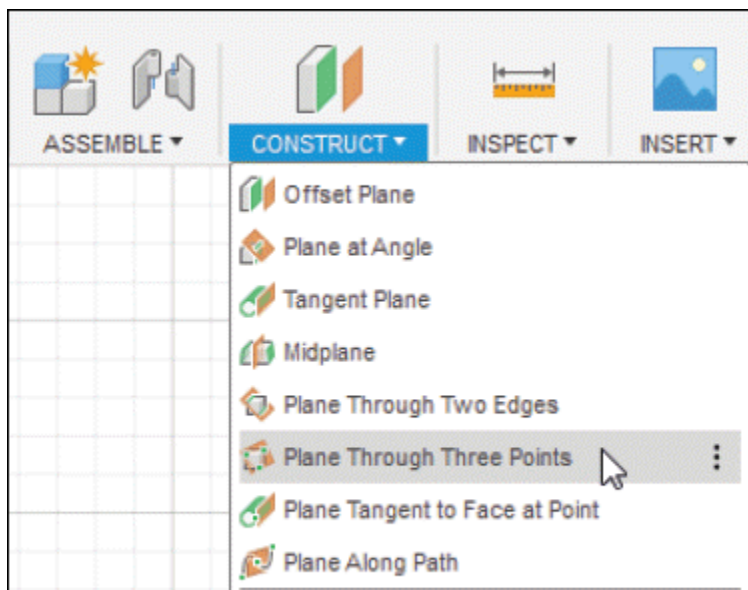 ASSEMBLE CONSTRUCT INSPECT INSERT
Offset Plane
Plane at Angle
Tangent Plane
Midplane
Plane Through Two Edges
Plane Through Three Points
Plane Tangent to Face at Point
Plane Along Path